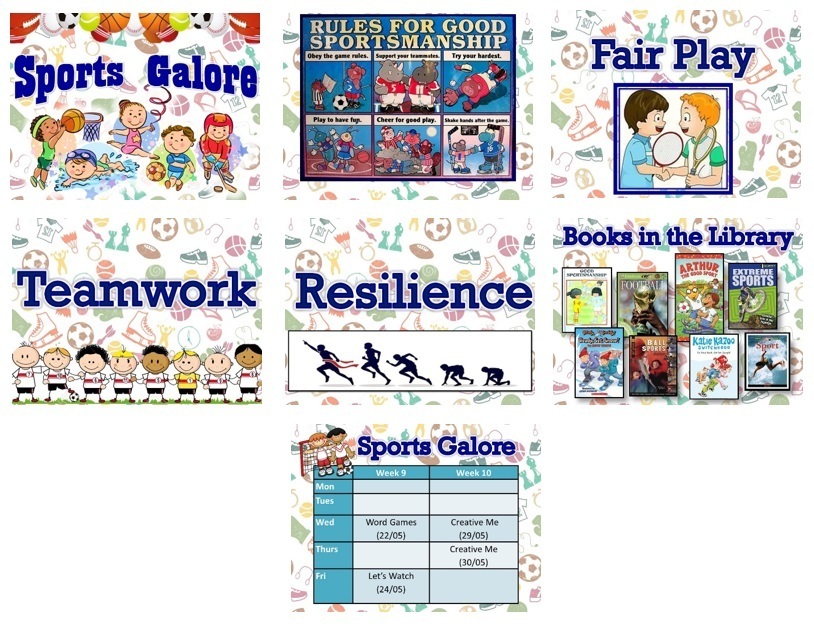 Sports Galore
RULES FOR GOOD
SPORTSMANSHIP
Obey the game rules.
Support your teammates.
Try your hardest.
Play to have fun.
Cheer for good play.
Shake hands after the game.
Fair Play
Teamwork
Resilience
Books in the Library
GOOD
SPORTSMANSHIP
FOOTBALL
ARTHUR
THE GOOD SPORT
EXTREME
SPORTS
BALL
SPORTS
KATIE KAZOO
SWITCHEROO
Sport
Sports Galore
Week 9 Week 10
Mon
Tues
Wed Word Games Creative Me
(22/05) (29/05)
Thurs Creative Me
(30/05)
Fri Let's Watch
(24/05)